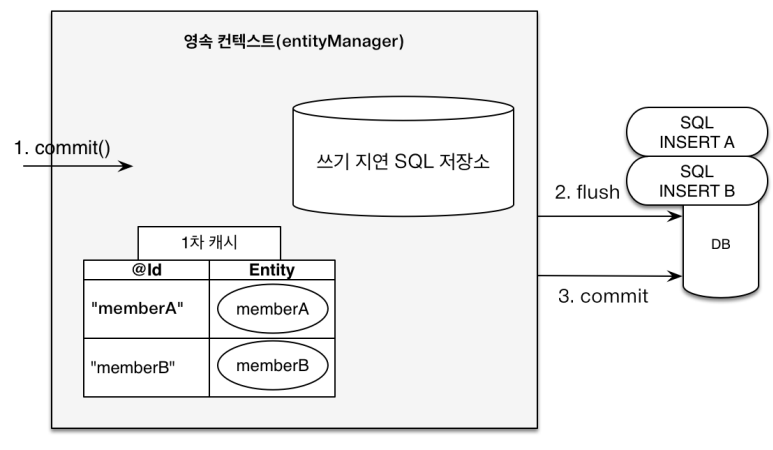 영속 컨텍스트(entityManager)
1. commit()
쓰기 지연 SQL 저장소
SQL
INSERT A
SQL
INSERT B
2. flush
DB
3. commit
1차 캐시
@Id Entity
"memberA" memberA
"memberB" memberB